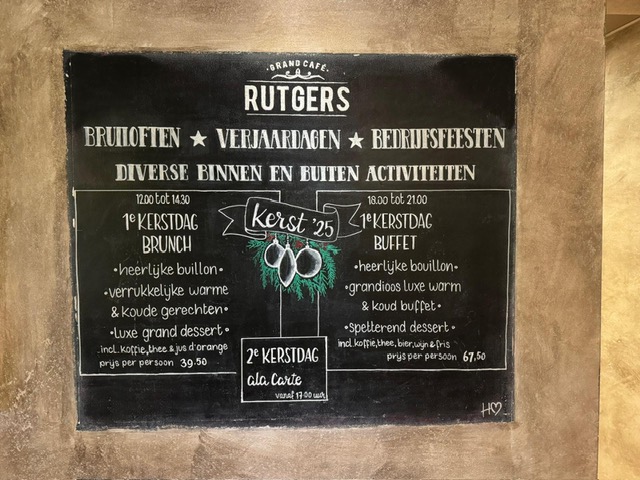 GRAND CAFÉ
RUTGERS
BRUILOFTEN ★ VERJAARDAGEN ★ BEDRIJFSFEESTEN
DIVERSE BINNEN EN BUITEN ACTIVITEITEN
Kerst '25
12.00 tot 14.30
1e KERSTDAG
BRUNCH
• heerlijke buillon •
• verrukkelijke warme
& koude gerechten •
• Luxe grand dessert •
incl. koffie, thee & jus d'orange
prijs per persoon 39.50
18.00 tot 21.00
1e KERSTDAG
BUFFET
• heerlijke bouillon •
• grandioos luxe warm
& koud buffet •
• spetterend dessert •
incl. koffie, thee, bier, wijn & fris
prijs per persoon 67,50
2e KERSTDAG
ala Carte
vanaf 17.00 uur
H♡